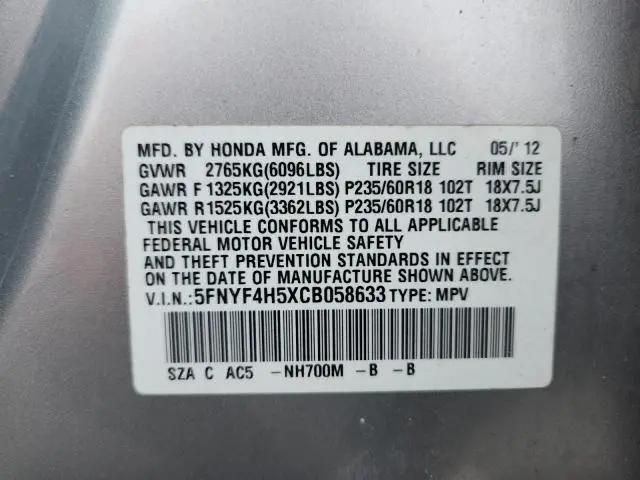 MFD. BY HONDA MFG. OF ALABAMA, LLC 05/'12
GVWR 2765KG(6096LBS) TIRE SIZE RIM SIZE
GAWR F 1325KG(2921LBS) P235/60R18 102T 18X7.5J
GAWR R1525KG(3362LBS) P235/60R18 102T 18X7.5J
THIS VEHICLE CONFORMS TO ALL APPLICABLE
FEDERAL MOTOR VEHICLE SAFETY
AND THEFT PREVENTION STANDARDS IN EFFECT
ON THE DATE OF MANUFACTURE SHOWN ABOVE.
V.I.N.:5FNYF4H5XCB058633 TYPE: MPV
SZA C AC5 -NH700M -B -B